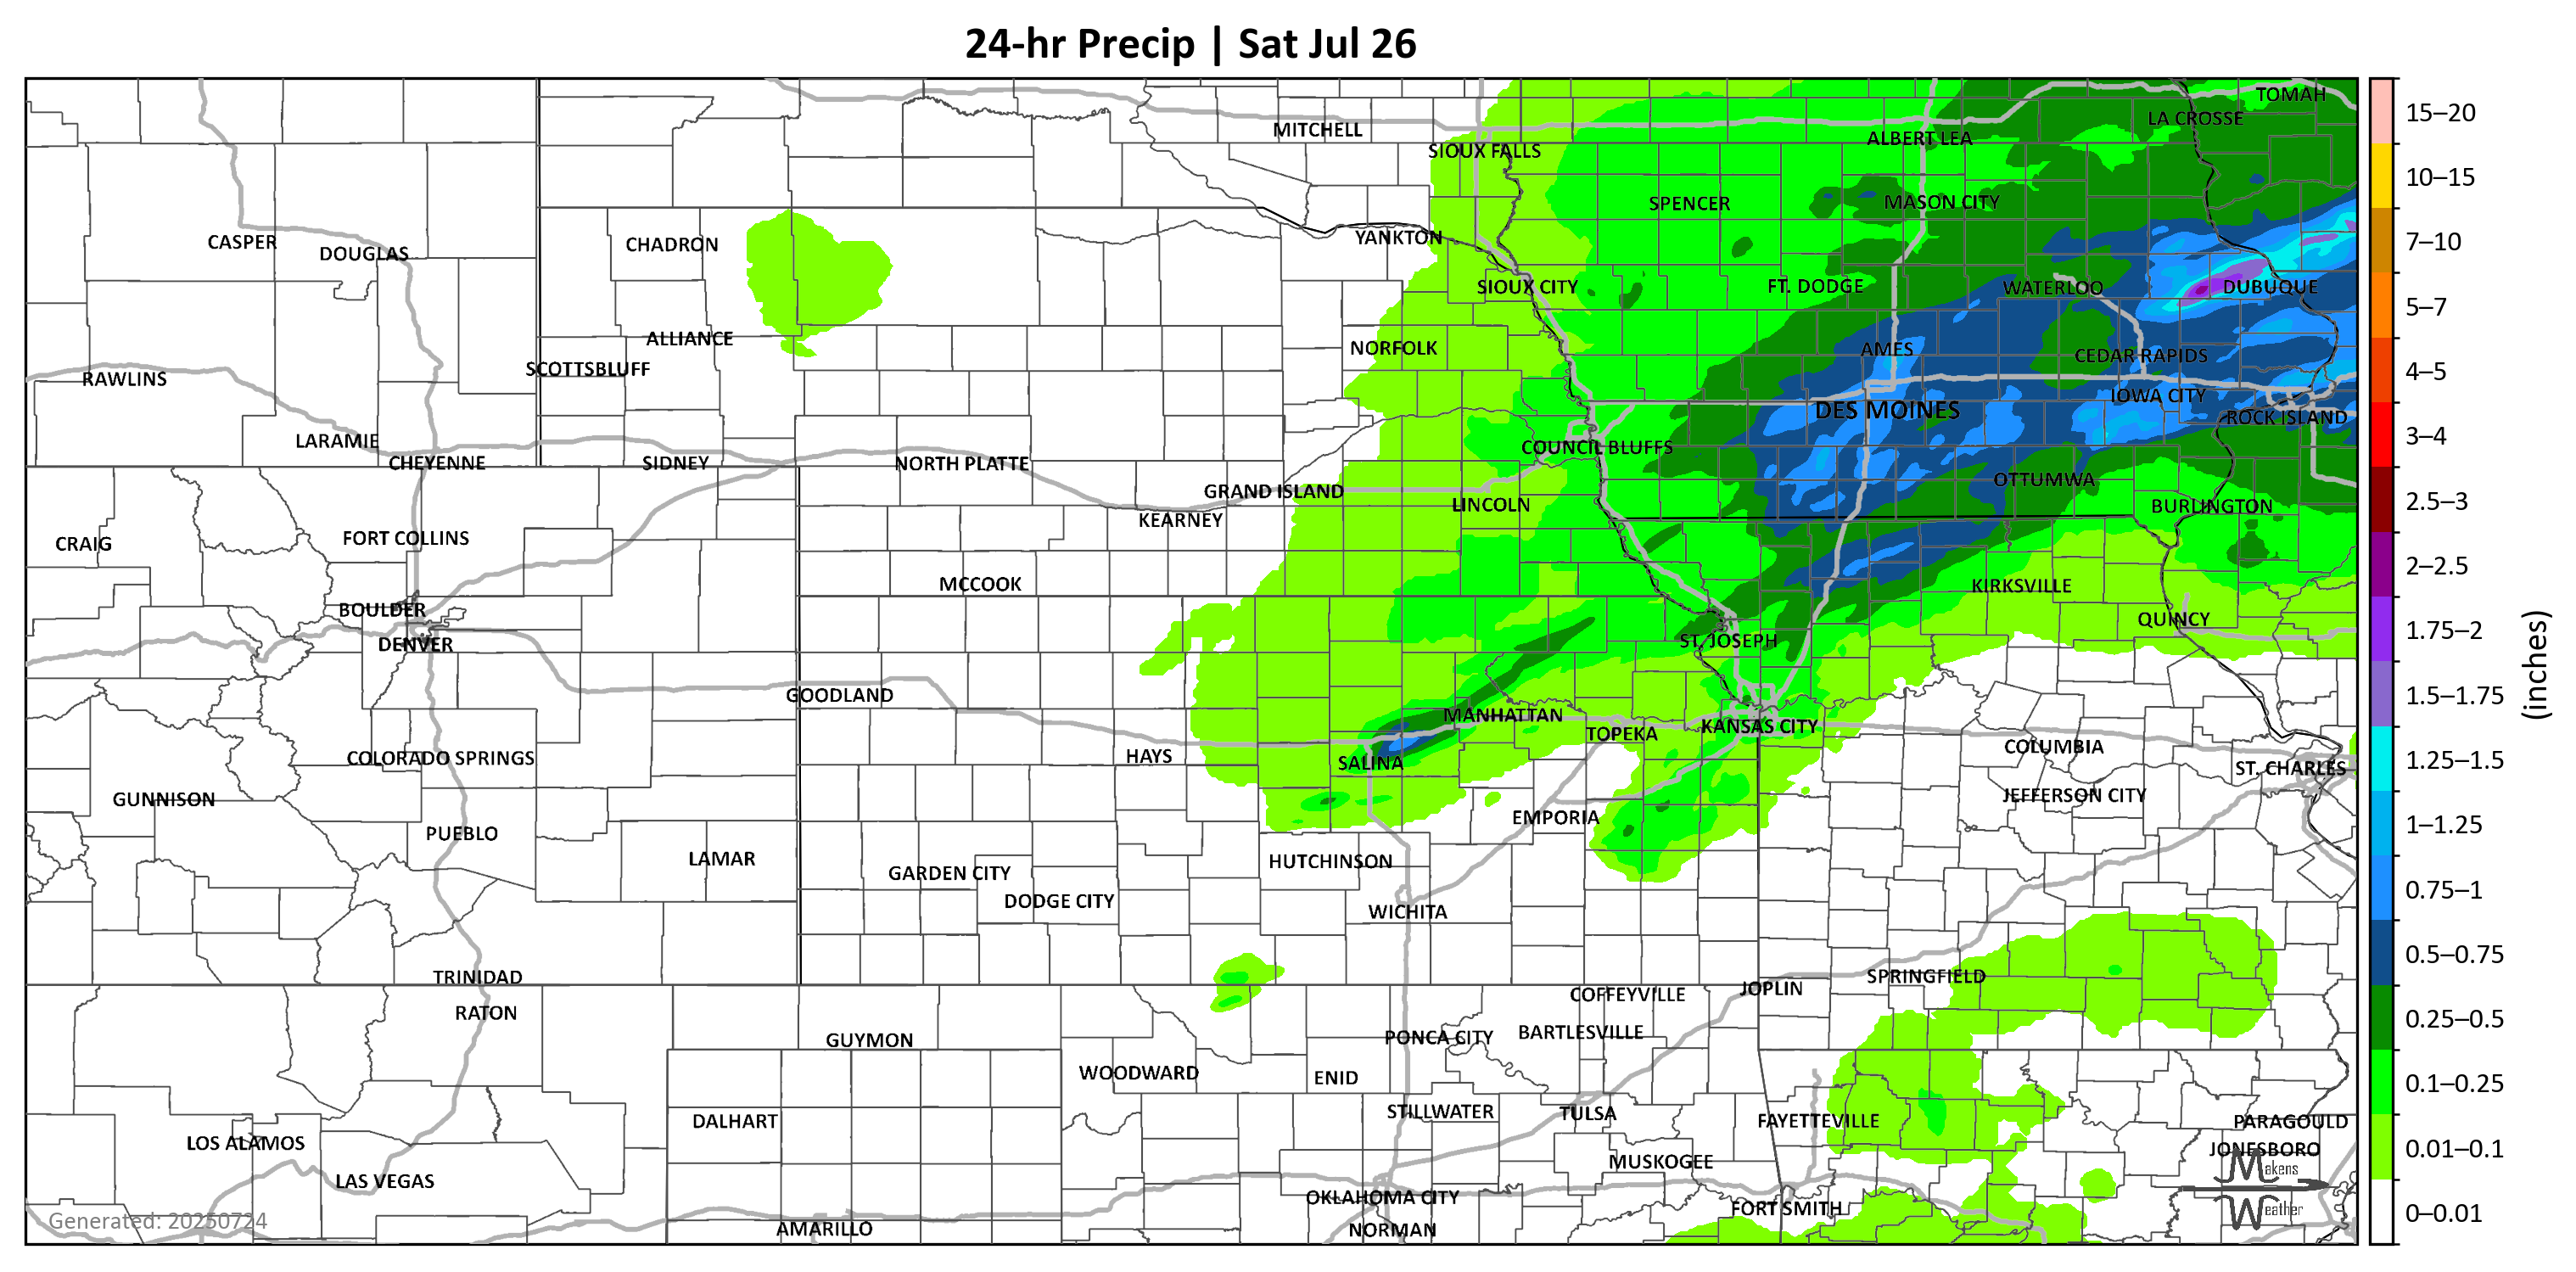 24-hr Precip | Sat Jul 26
TOMAH
LA CROSSE
MITCHELL
ALBERT LEA
SIOUX FALLS
SPENCER
MASON CITY
YANKTON
CASPER
CHADRON
DOUGLAS
SIOUX CITY
FT. DODGE
WATERLOO
DUBUQUE
ALLIANCE
NORFOLK
AMES
CEDAR RAPIDS
SCOTTSBLUFF
RAWLINS
IOWA CITY
DES MOINES
ROCK ISLAND
LARAMIE
COUNCIL BLUFFS
CHEYENNE
SIDNEY
NORTH PLATTE
OTTUMWA
GRAND ISLAND
LINCOLN
BURLINGTON
KEARNEY
CRAIG
FORT COLLINS
MCCOOK
KIRKSVILLE
BOULDER
QUINCY
DENVER
ST. JOSEPH
GOODLAND
MANHATTAN
TOPEKA
KANSAS CITY
COLUMBIA
COLORADO SPRINGS
HAYS
SALINA
ST. CHARLES
GUNNISON
JEFFERSON CITY
EMPORIA
PUEBLO
LAMAR
HUTCHINSON
GARDEN CITY
DODGE CITY
WICHITA
TRINIDAD
SPRINGFIELD
JOPLIN
COFFEYVILLE
RATON
GUYMON
PONCA CITY
BARTLESVILLE
WOODWARD
ENID
STILLWATER
TULSA
DALHART
FAYETTEVILLE
PARAGOULD
LOS ALAMOS
JONESBORO
MUSKOGEE
LAS VEGAS
OKLAHOMA CITY
FORT SMITH
NORMAN
AMARILLO
Generated: 20250724
Makens
Weather
15–20
10–15
7–10
5–7
4–5
3–4
2.5–3
2–2.5
1.75–2
1.5–1.75
1.25–1.5
1–1.25
0.75–1
0.5–0.75
0.25–0.5
0.1–0.25
0.01–0.1
0–0.01
(inches)